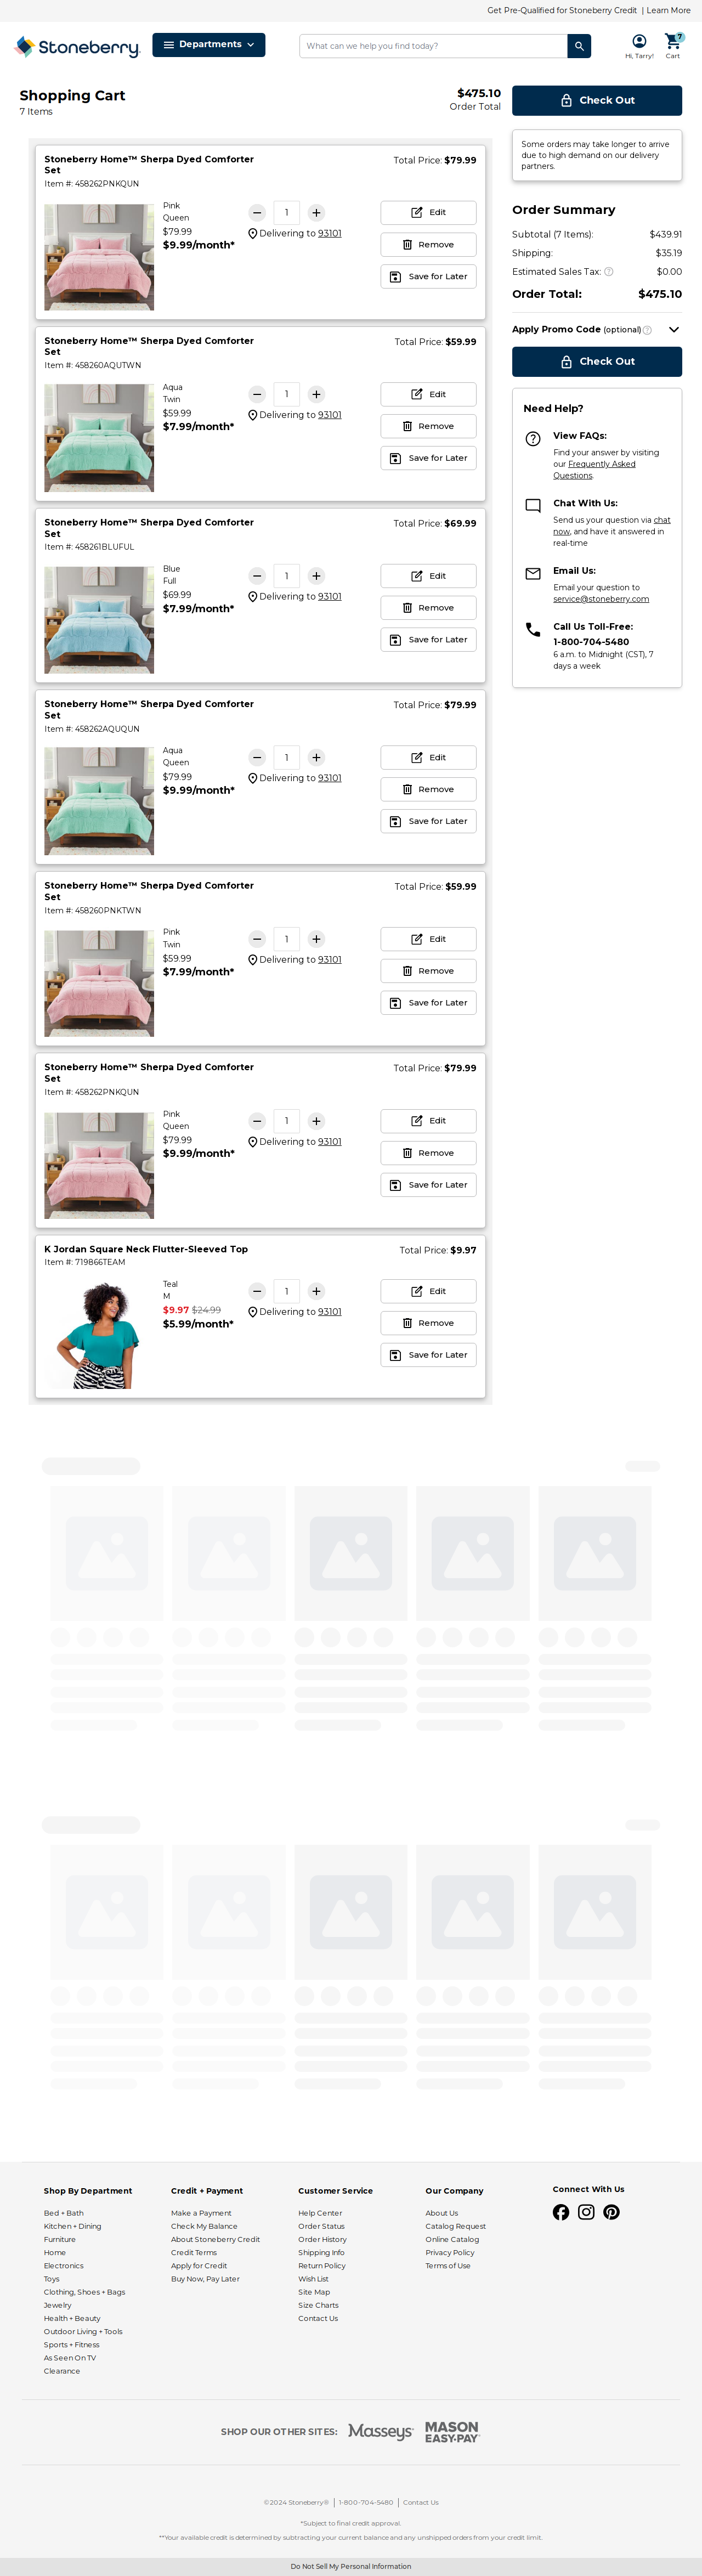 Get Pre-Qualified for Stoneberry Credit | Learn More
Stoneberry.
Departments
What can we help you find today?
Hi, Tarry!
7
Cart
Shopping Cart
7 Items
$475.10
Order Total
Check Out
Some orders may take longer to arrive
due to high demand on our delivery
partners.
Stoneberry Home™ Sherpa Dyed Comforter
Set
Item #: 458262PNKQUN
Total Price: $79.99
Pink
Queen
$79.99
$9.99/month*
1
Delivering to 93101
Edit
Remove
Save for Later
Stoneberry Home™ Sherpa Dyed Comforter
Set
Item #: 458260AQUTWN
Total Price: $59.99
Aqua
Twin
$59.99
$7.99/month*
1
Delivering to 93101
Edit
Remove
Save for Later
Stoneberry Home™ Sherpa Dyed Comforter
Set
Item #: 458261BLUFUL
Total Price: $69.99
Blue
Full
$69.99
$7.99/month*
1
Delivering to 93101
Edit
Remove
Save for Later
Stoneberry Home™ Sherpa Dyed Comforter
Set
Item #: 458262AQUQUN
Total Price: $79.99
Aqua
Queen
$79.99
$9.99/month*
1
Delivering to 93101
Edit
Remove
Save for Later
Stoneberry Home™ Sherpa Dyed Comforter
Set
Item #: 458260PNKTWN
Total Price: $59.99
Pink
Twin
$59.99
$7.99/month*
1
Delivering to 93101
Edit
Remove
Save for Later
Stoneberry Home™ Sherpa Dyed Comforter
Set
Item #: 458262PNKQUN
Total Price: $79.99
Pink
Queen
$79.99
$9.99/month*
1
Delivering to 93101
Edit
Remove
Save for Later
K Jordan Square Neck Flutter-Sleeved Top
Item #: 719866TEAM
Total Price: $9.97
Teal
M
$9.97 $24.99
$5.99/month*
1
Delivering to 93101
Edit
Remove
Save for Later
Order Summary
Subtotal (7 Items): $439.91
Shipping: $35.19
Estimated Sales Tax: $0.00
Order Total: $475.10
Apply Promo Code (optional)
Check Out
Need Help?
View FAQs:
Find your answer by visiting
our Frequently Asked
Questions.
Chat With Us:
Send us your question via chat
now, and have it answered in
real-time
Email Us:
Email your question to
service@stoneberry.com
Call Us Toll-Free:
1-800-704-5480
6 a.m. to Midnight (CST), 7
days a week
Shop By Department
Bed + Bath
Kitchen + Dining
Furniture
Home
Electronics
Toys
Clothing, Shoes + Bags
Jewelry
Health + Beauty
Outdoor Living + Tools
Sports + Fitness
As Seen On TV
Clearance
Credit + Payment
Make a Payment
Check My Balance
About Stoneberry Credit
Credit Terms
Apply for Credit
Buy Now, Pay Later
Customer Service
Help Center
Order Status
Order History
Shipping Info
Return Policy
Wish List
Site Map
Size Charts
Contact Us
Our Company
About Us
Catalog Request
Online Catalog
Privacy Policy
Terms of Use
Connect With Us
SHOP OUR OTHER SITES:
Masseys
MASON
EASY•PAY
©2024 Stoneberry® | 1-800-704-5480 | Contact Us
*Subject to final credit approval.
**Your available credit is determined by subtracting your current balance and any unshipped orders from your credit limit.
Do Not Sell My Personal Information